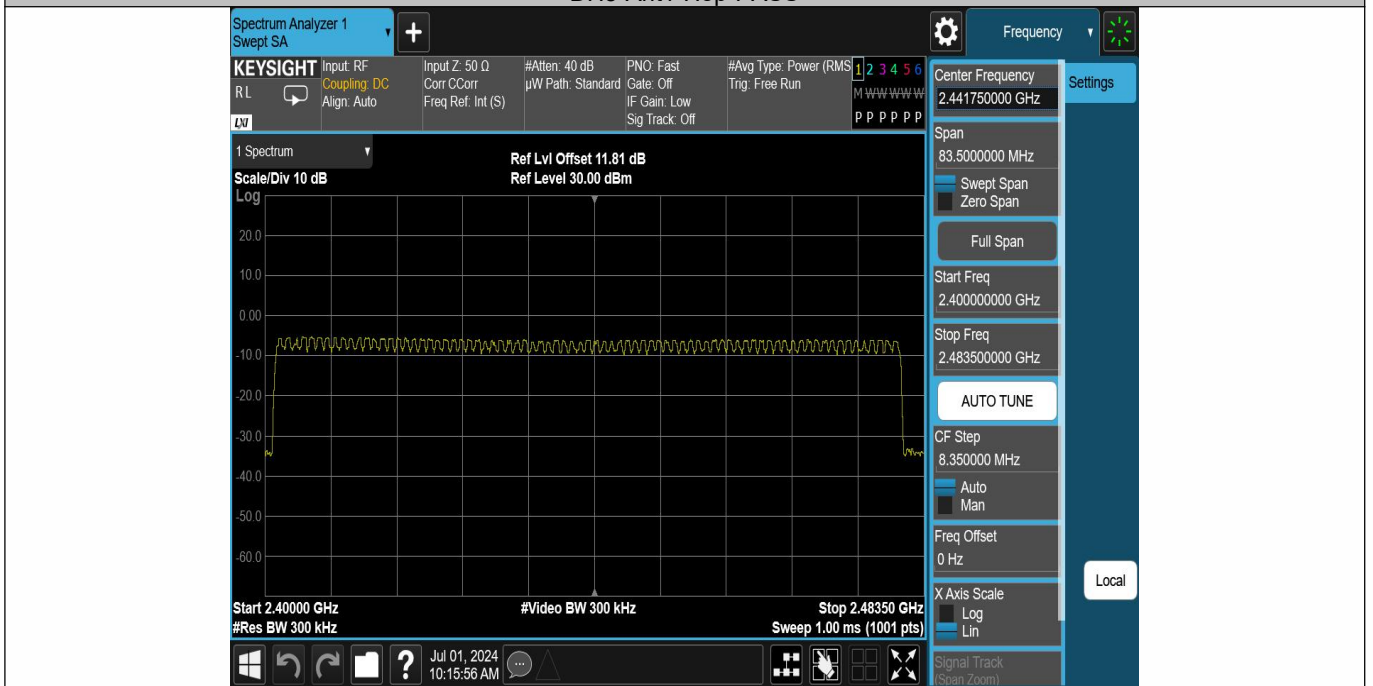 Spectrum Analyzer 1
Swept SA
Frequency
KEYSIGHT
RL
LXI
Input: RF
Coupling: DC
Align: Auto
Input Z: 50 Ω
Corr CCorr
Freq Ref: Int (S)
#Atten: 40 dB
µW Path: Standard
PNO: Fast
Gate: Off
IF Gain: Low
Sig Track: Off
#Avg Type: Power (RMS
Trig: Free Run
1 2 3 4 5 6
M W W W W W
P P P P P P
1 Spectrum
Scale/Div 10 dB
Ref Lvl Offset 11.81 dB
Ref Level 30.00 dBm
Log
20.0
10.0
0.00
-10.0
-20.0
-30.0
-40.0
-50.0
-60.0
Start 2.40000 GHz
#Res BW 300 kHz
#Video BW 300 kHz
Stop 2.48350 GHz
Sweep 1.00 ms (1001 pts)
Center Frequency
2.441750000 GHz
Settings
Span
83.5000000 MHz
Swept Span
Zero Span
Full Span
Start Freq
2.400000000 GHz
Stop Freq
2.483500000 GHz
AUTO TUNE
CF Step
8.350000 MHz
Auto
Man
Freq Offset
0 Hz
X Axis Scale
Log
Lin
Local
Signal Track
(Span Zoom)
?
Jul 01, 2024
10:15:56 AM